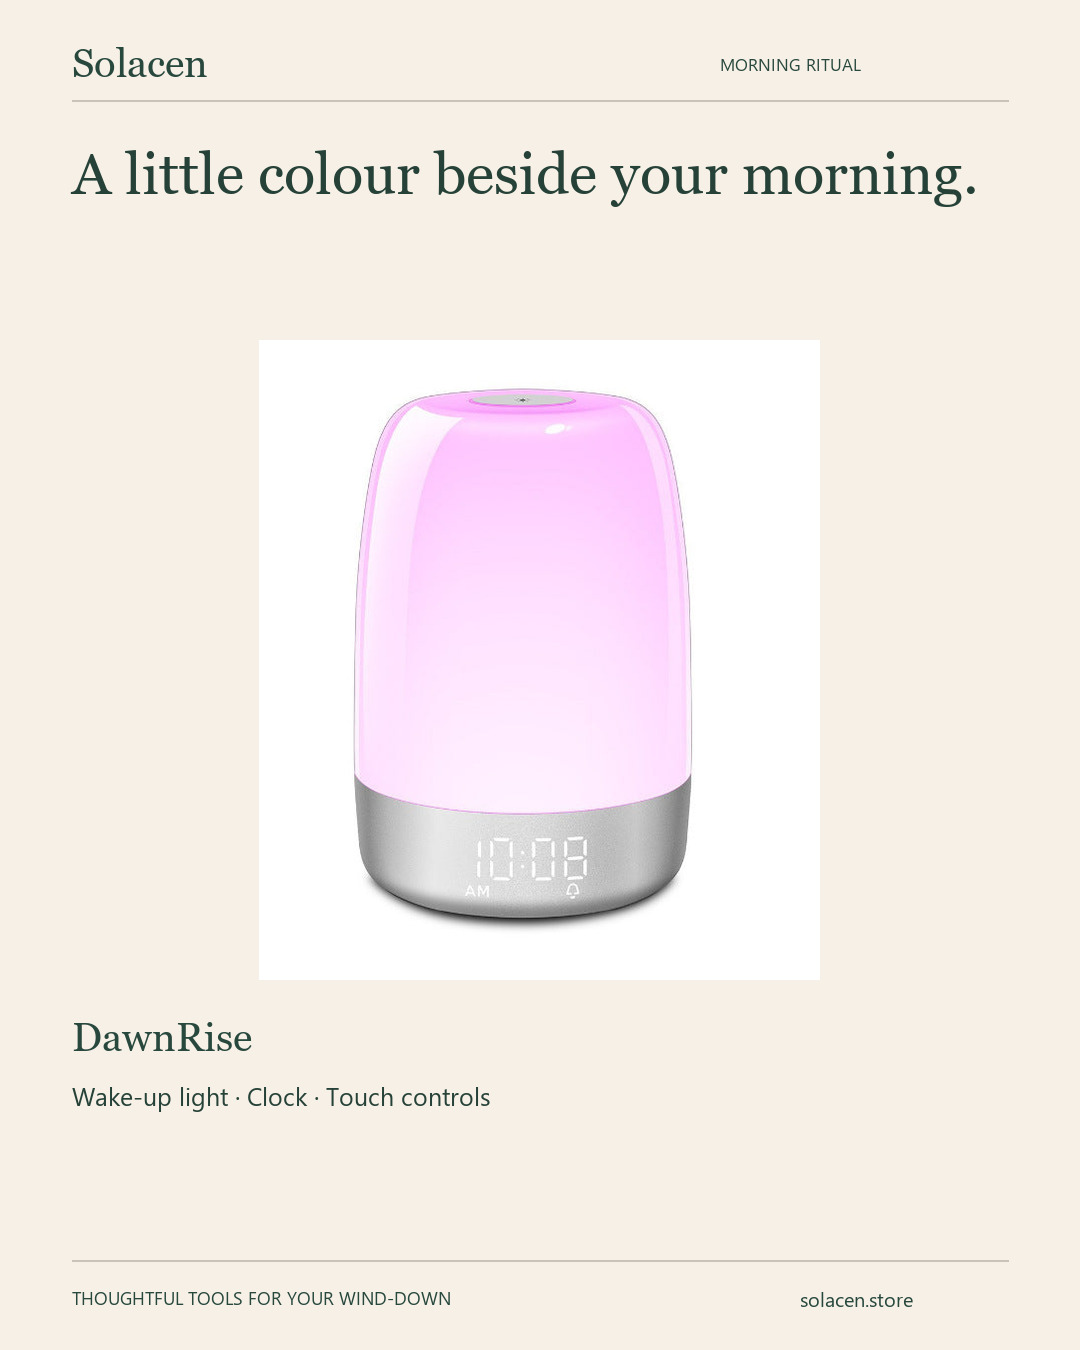 Solacen
MORNING RITUAL
A little colour beside your morning.
10:08
AM
DawnRise
Wake-up light · Clock · Touch controls
THOUGHTFUL TOOLS FOR YOUR WIND-DOWN
solacen.store